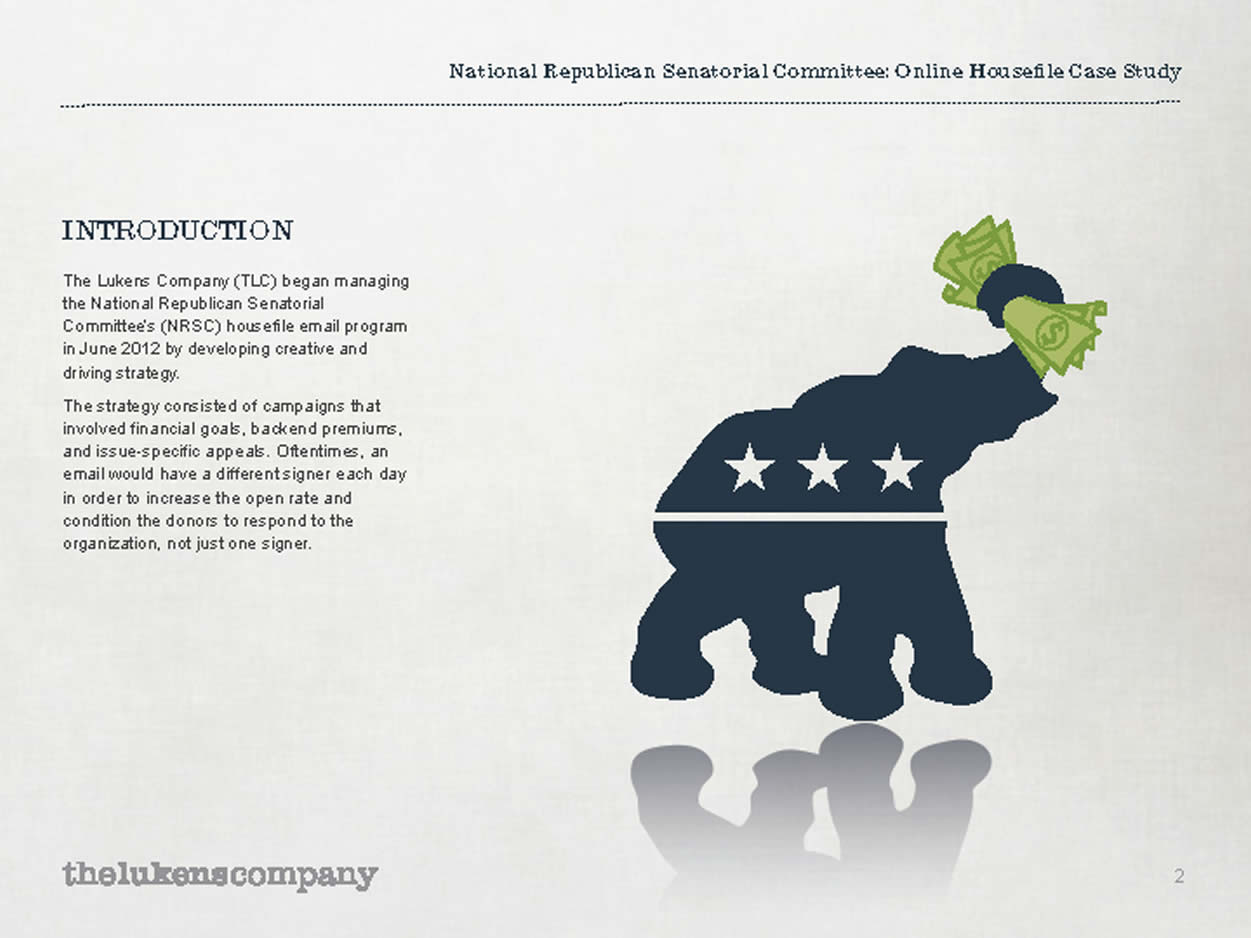 National Republican Senatorial Committee: Online Housefile Case Study
INTRODUCTION
The Lukens Company (TLC) began managing
the National Republican Senatorial
Committee's (NRSC) housefile email program
in June 2012 by developing creative and
driving strategy.
The strategy consisted of campaigns that
involved financial goals, backend premiums,
and issue-specific appeals. Oftentimes, an
email would have a different signer each day
in order to increase the open rate and
condition the donors to respond to the
organization, not just one signer.
$
$
thelukenscompany
2